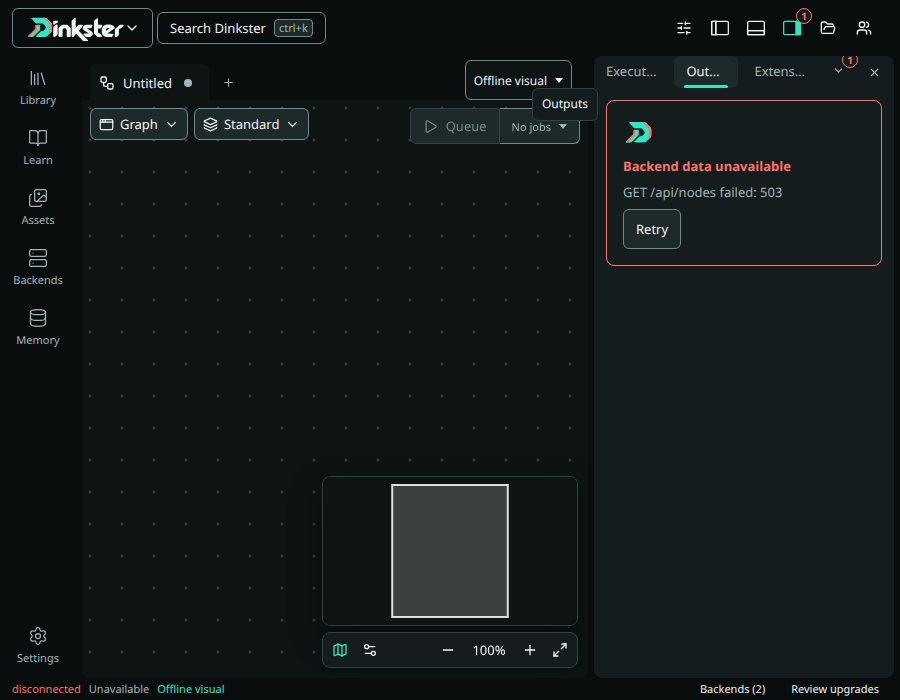 Dinkster
Search Dinkster ctrl+k
1
Library
Learn
Assets
Backends
Memory
Settings
Untitled
Offline visual
Outputs
Graph
Standard
Queue
No jobs
Execut...
Out...
Extens...
1
Backend data unavailable
GET /api/nodes failed: 503
Retry
100%
disconnected Unavailable Offline visual
Backends (2) Review upgrades